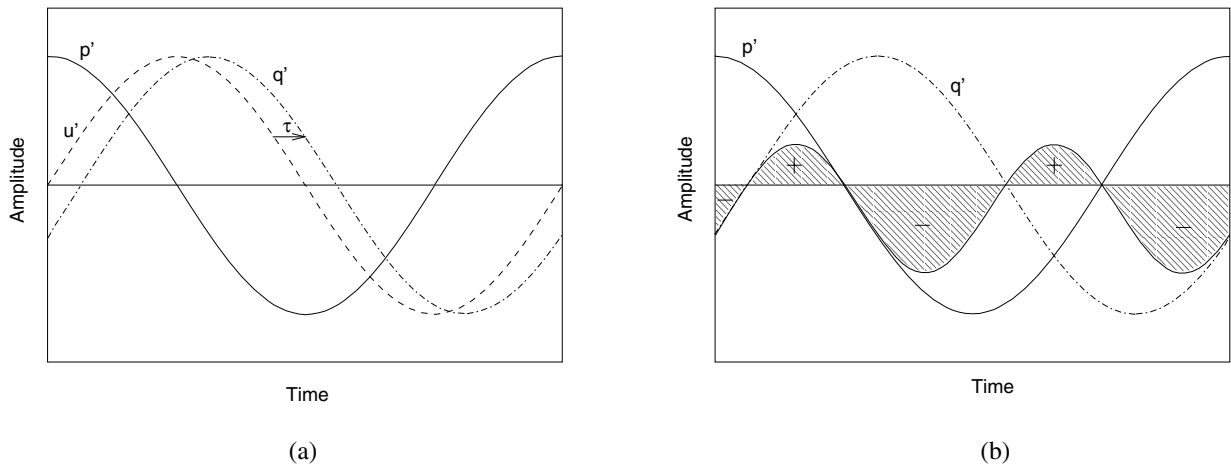 p'
q'
u'
τ
Amplitude
Time
(a)
p'
q'
+
+
−
−
−
Amplitude
Time
(b)